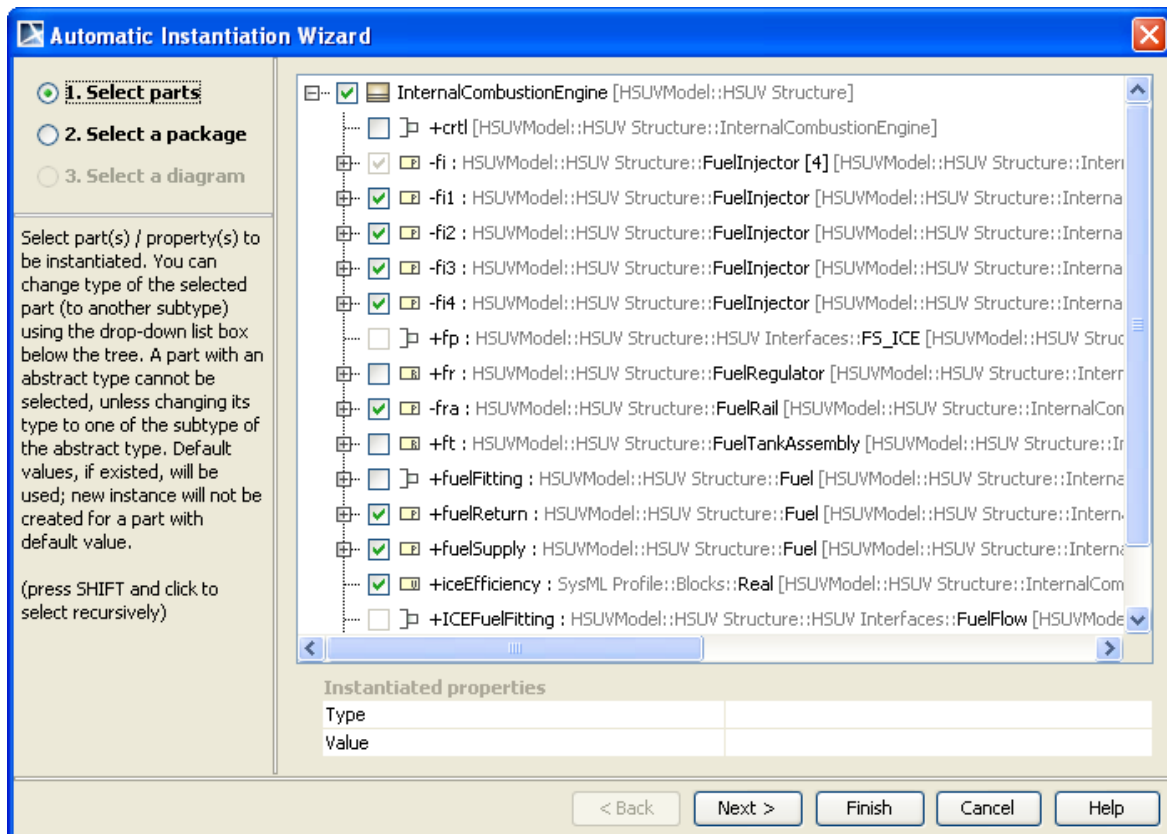 Automatic Instantiation Wizard
1. Select parts
2. Select a package
3. Select a diagram
Select part(s) / property(s) to
be instantiated. You can
change type of the selected
part (to another subtype)
using the drop-down list box
below the tree. A part with an
abstract type cannot be
selected, unless changing its
type to one of the subtype of
the abstract type. Default
values, if existed, will be
used; new instance will not be
created for a part with
default value.
(press SHIFT and click to
select recursively)
InternalCombustionEngine [HSUVModel::HSUV Structure]
+crtl [HSUVModel::HSUV Structure::InternalCombustionEngine]
-fi : HSUVModel::HSUV Structure::FuelInjector [4] [HSUVModel::HSUV Structure::Inter
-fi1 : HSUVModel::HSUV Structure::FuelInjector [HSUVModel::HSUV Structure::Interna
-fi2 : HSUVModel::HSUV Structure::FuelInjector [HSUVModel::HSUV Structure::Interna
-fi3 : HSUVModel::HSUV Structure::FuelInjector [HSUVModel::HSUV Structure::Interna
-fi4 : HSUVModel::HSUV Structure::FuelInjector [HSUVModel::HSUV Structure::Interna
+fp : HSUVModel::HSUV Structure::HSUV Interfaces::FS_ICE [HSUVModel::HSUV Struc
+fr : HSUVModel::HSUV Structure::FuelRegulator [HSUVModel::HSUV Structure::Intern
-fra : HSUVModel::HSUV Structure::FuelRail [HSUVModel::HSUV Structure::InternalCon
+ft : HSUVModel::HSUV Structure::FuelTankAssembly [HSUVModel::HSUV Structure::Ir
+fuelFitting : HSUVModel::HSUV Structure::Fuel [HSUVModel::HSUV Structure::Interna
+fuelReturn : HSUVModel::HSUV Structure::Fuel [HSUVModel::HSUV Structure::Intern
+fuelSupply : HSUVModel::HSUV Structure::Fuel [HSUVModel::HSUV Structure::Interna
+iceEfficiency : SysML Profile::Blocks::Real [HSUVModel::HSUV Structure::InternalCom
+ICEFuelFitting : HSUVModel::HSUV Structure::HSUV Interfaces::FuelFlow [HSUVMode
Instantiated properties
Type
Value
< Back
Next >
Finish
Cancel
Help